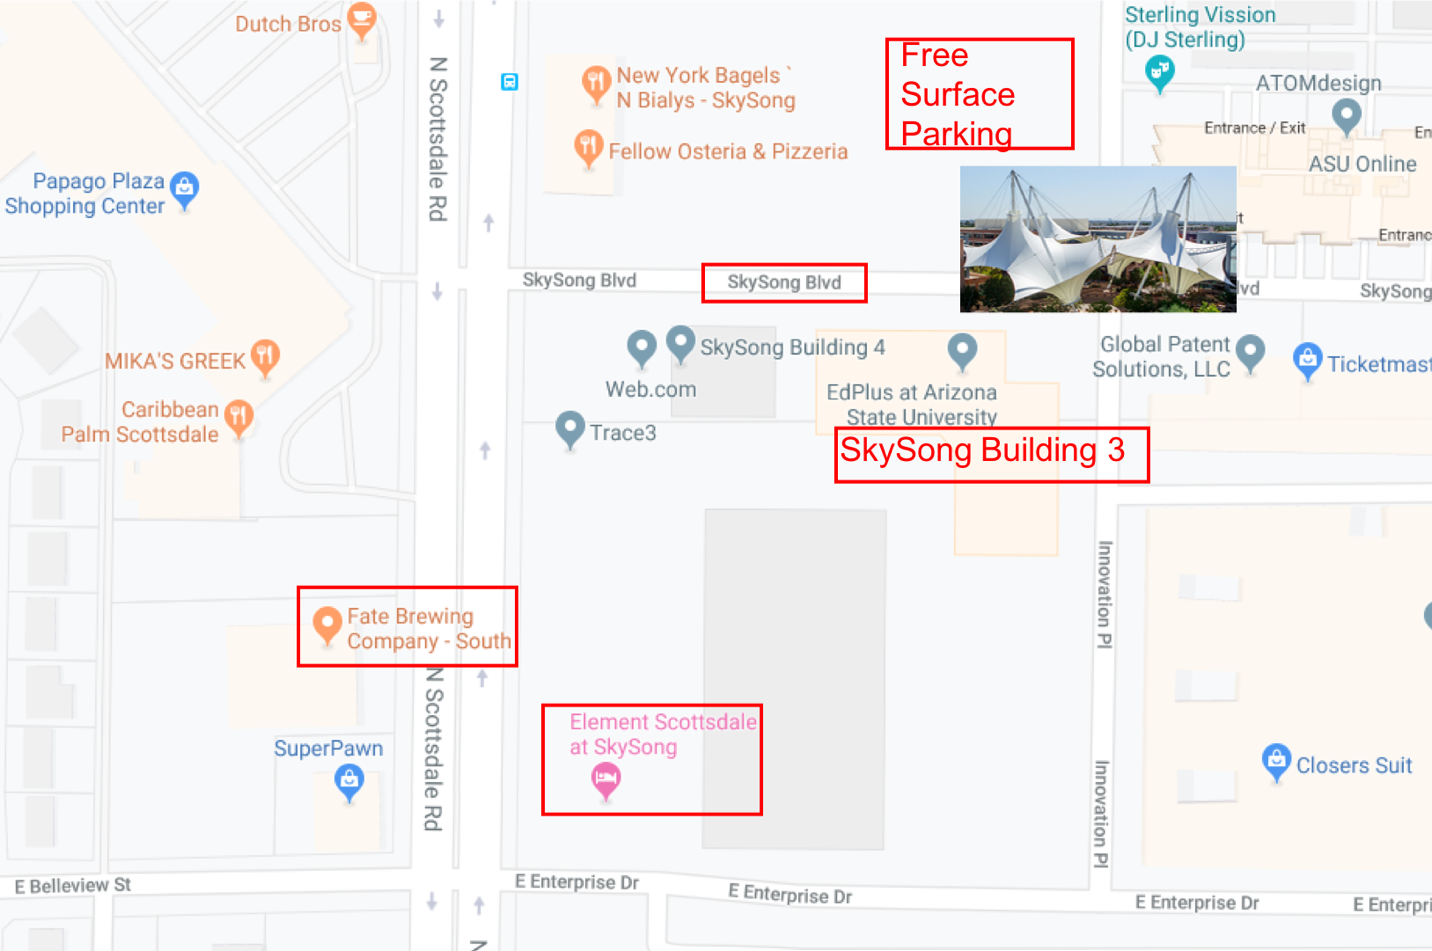 Dutch Bros
N Scottsdale Rd
New York Bagels `
N Bialys - SkySong
Fellow Osteria & Pizzeria
Free
Surface
Parking
Sterling Vission
(DJ Sterling)
ATOMdesign
Entrance / Exit
En
ASU Online
it
Entranc
Papago Plaza
Shopping Center
SkySong Blvd
SkySong Blvd
vd
SkySong
MIKA'S GREEK
Caribbean
Palm Scottsdale
SkySong Building 4
Web.com
Trace3
EdPlus at Arizona
State University
SkySong Building 3
Global Patent
Solutions, LLC
Ticketmast
Innovation Pl
Fate Brewing
Company - South
N Scottsdale Rd
Element Scottsdale
at SkySong
SuperPawn
Closers Suit
Innovation Pl
E Belleview St
E Enterprise Dr
E Enterprise Dr
E Enterprise Dr
E Enterpri
N